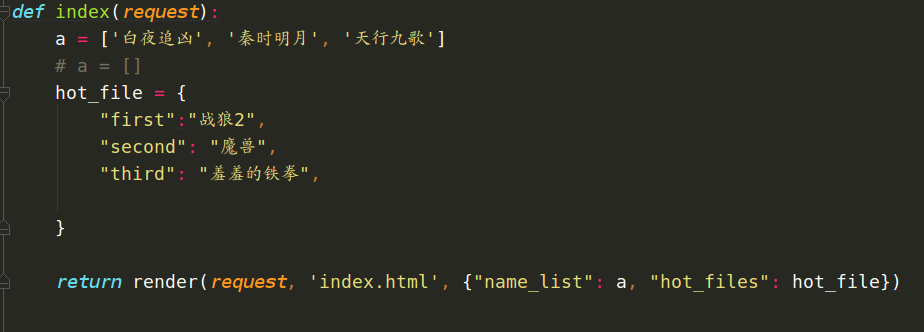 def index(request):
    a = ['白夜追凶', '秦时明月', '天行九歌']
    # a = []
    hot_file = {
        "first":"战狼2",
        "second": "魔兽",
        "third": "羞羞的铁拳",
    }
    return render(request, 'index.html', {"name_list": a, "hot_files": hot_file})